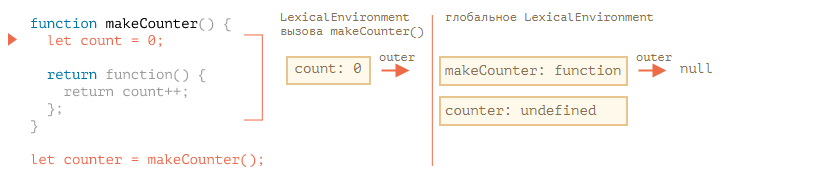 function makeCounter() {
let count = 0;
return function() {
return count++;
};
}
let counter = makeCounter();
LexicalEnvironment
вызова makeCounter()
count: 0
outer
глобальное LexicalEnvironment
makeCounter: function
outer
null
counter: undefined